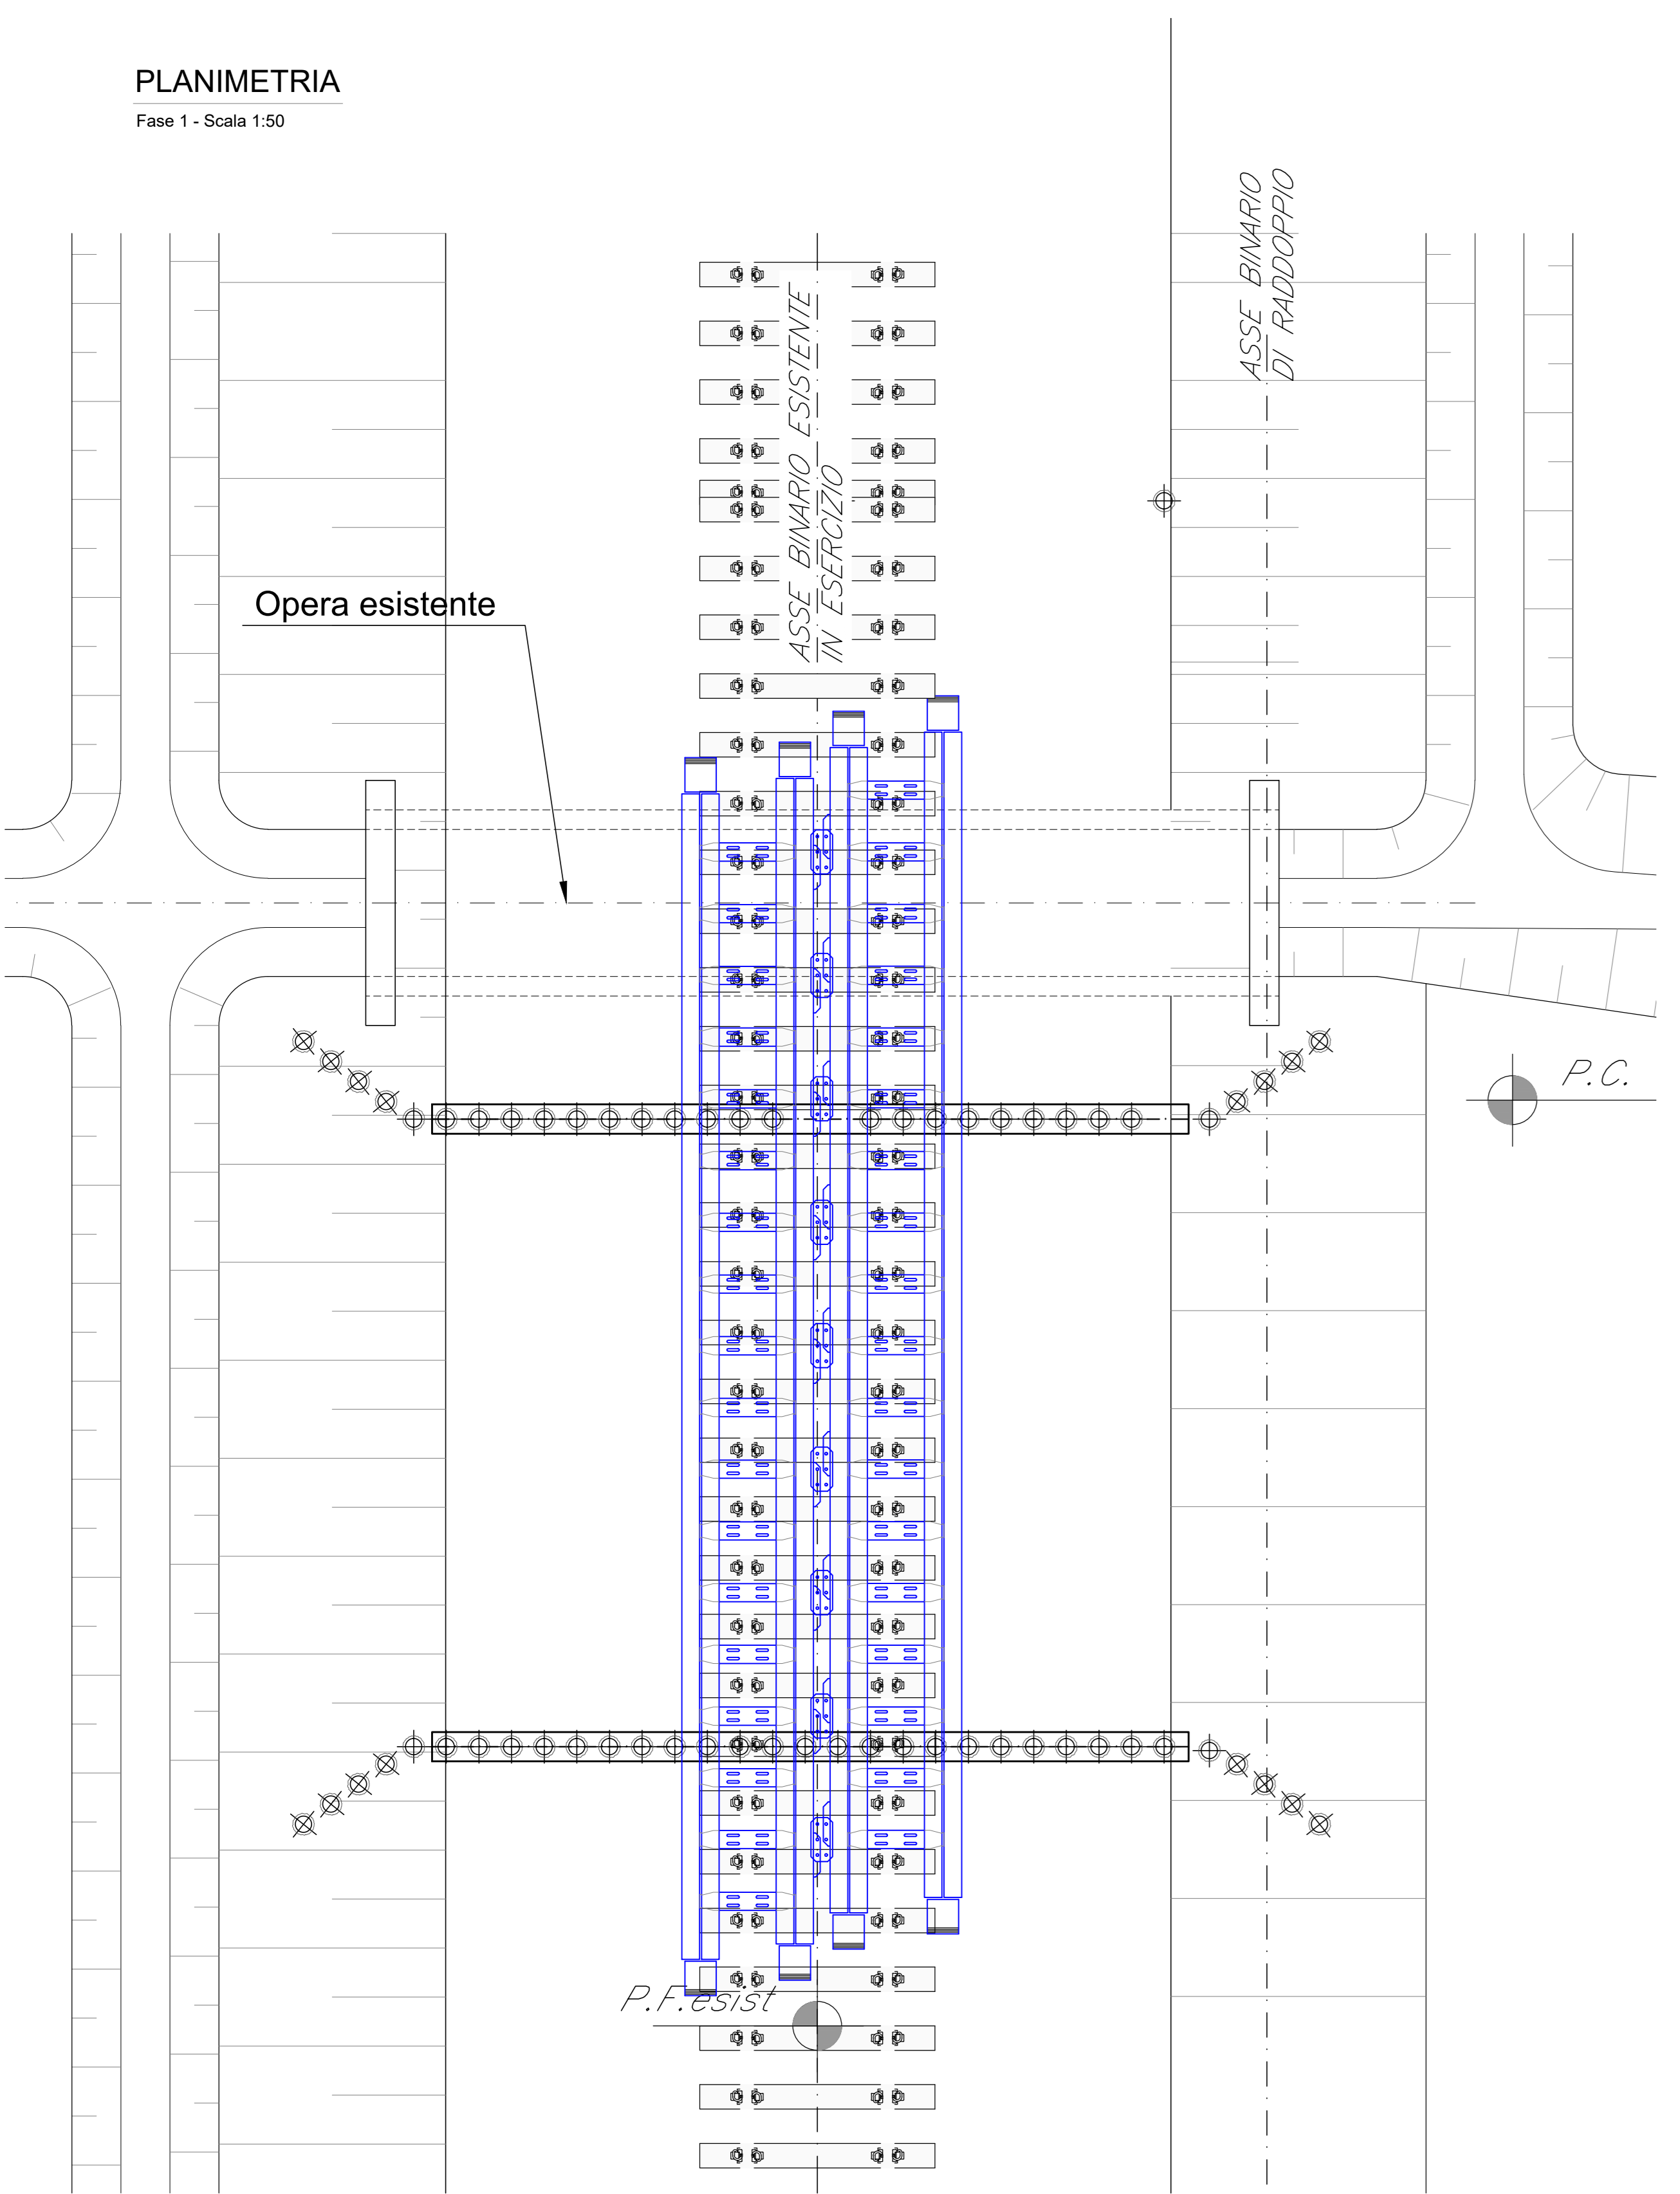 PLANIMETRIA
Fase 1 - Scala 1:50
ASSE BINARIO
DI RADDOPPIO
ASSE BINARIO ESISTENTE
IN ESERCIZIO
Opera esistente
P.C.
P.F.esist